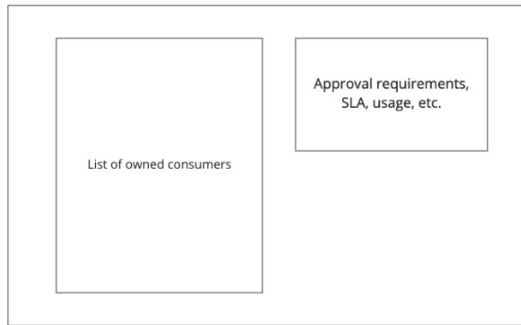 Approval requirements,
SLA, usage, etc.
List of owned consumers